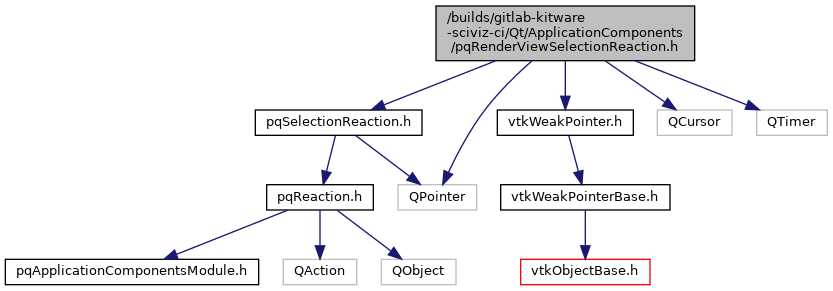 /builds/gitlab-kitware
-sciviz-ci/Qt/ApplicationComponents
/pqRenderViewSelectionReaction.h
pqSelectionReaction.h
vtkWeakPointer.h
QCursor
QTimer
pqReaction.h
QPointer
vtkWeakPointerBase.h
pqApplicationComponentsModule.h
QAction
QObject
vtkObjectBase.h